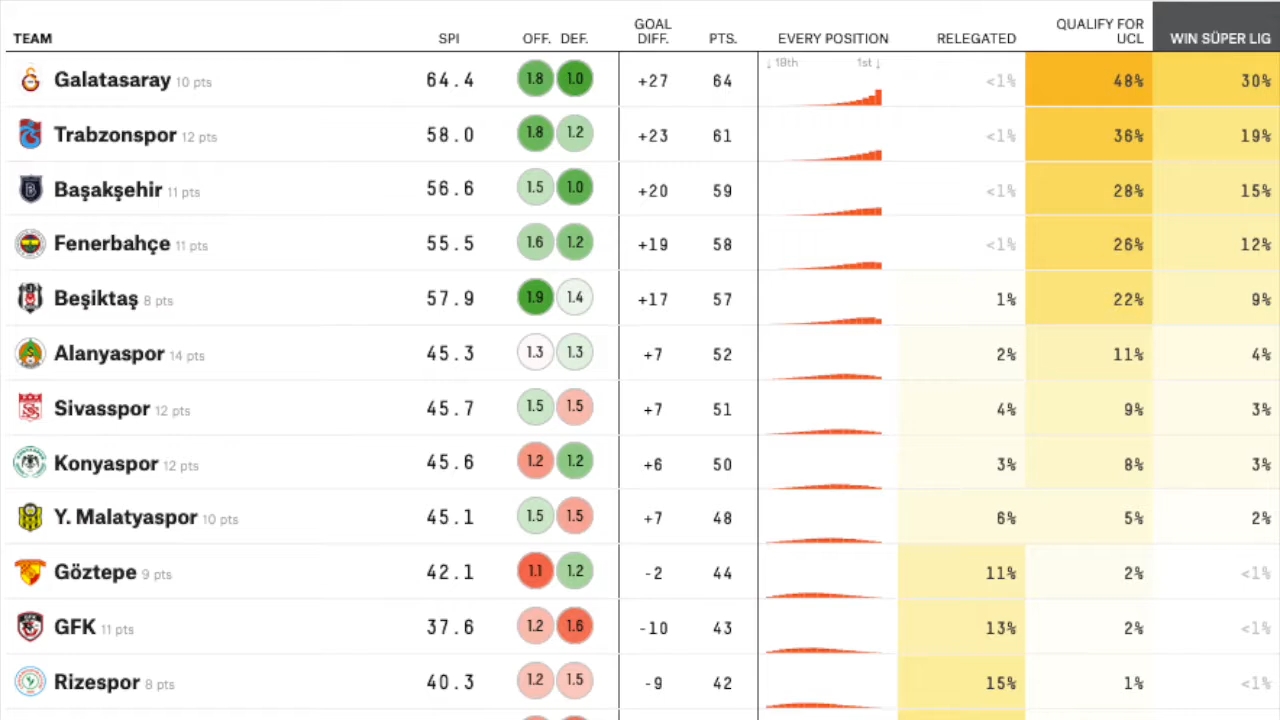 TEAM SPI OFF. DEF. GOAL DIFF. PTS. EVERY POSITION RELEGATED QUALIFY FOR UCL WIN SÜPER LIG
↓ 18th 1st ↓
Galatasaray 10 pts 64.4 1.8 1.0 +27 64 <1% 48% 30%
Trabzonspor 12 pts 58.0 1.8 1.2 +23 61 <1% 36% 19%
Başakşehir 11 pts 56.6 1.5 1.0 +20 59 <1% 28% 15%
Fenerbahçe 11 pts 55.5 1.6 1.2 +19 58 <1% 26% 12%
Beşiktaş 8 pts 57.9 1.9 1.4 +17 57 1% 22% 9%
Alanyaspor 14 pts 45.3 1.3 1.3 +7 52 2% 11% 4%
Sivasspor 12 pts 45.7 1.5 1.5 +7 51 4% 9% 3%
Konyaspor 12 pts 45.6 1.2 1.2 +6 50 3% 8% 3%
Y. Malatyaspor 10 pts 45.1 1.5 1.5 +7 48 6% 5% 2%
Göztepe 9 pts 42.1 1.1 1.2 -2 44 11% 2% <1%
GFK 11 pts 37.6 1.2 1.6 -10 43 13% 2% <1%
Rizespor 8 pts 40.3 1.2 1.5 -9 42 15% 1% <1%